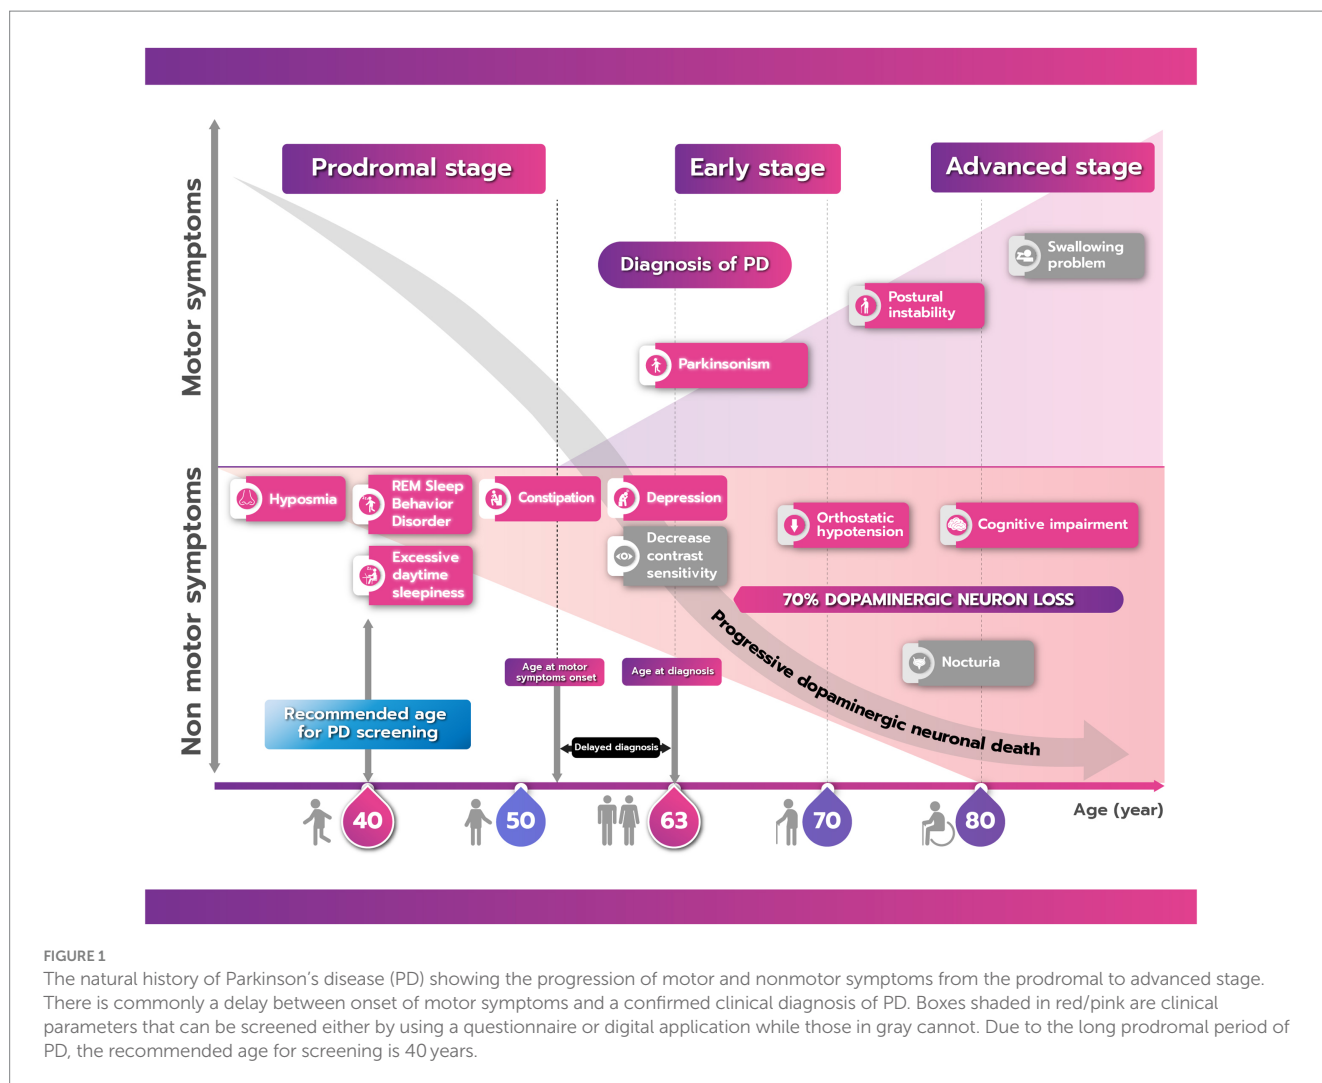 Prodromal stage
Early stage
Advanced stage
Motor symptoms
Diagnosis of PD
Swallowing
problem
Postural
instability
Parkinsonism
Non motor symptoms
Hyposmia
REM Sleep
Behavior
Disorder
Constipation
Depression
Orthostatic
hypotension
Cognitive impairment
Decrease
contrast
sensitivity
Excessive
daytime
sleepiness
70% DOPAMINERGIC NEURON LOSS
Progressive dopaminergic neuronal death
Nocturia
Age at motor
symptoms onset
Age at diagnosis
Recommended age
for PD screening
Delayed diagnosis
Age (year)
40
50
63
70
80
FIGURE 1
The natural history of Parkinson's disease (PD) showing the progression of motor and nonmotor symptoms from the prodromal to advanced stage.
There is commonly a delay between onset of motor symptoms and a confirmed clinical diagnosis of PD. Boxes shaded in red/pink are clinical
parameters that can be screened either by using a questionnaire or digital application while those in gray cannot. Due to the long prodromal period of
PD, the recommended age for screening is 40 years.